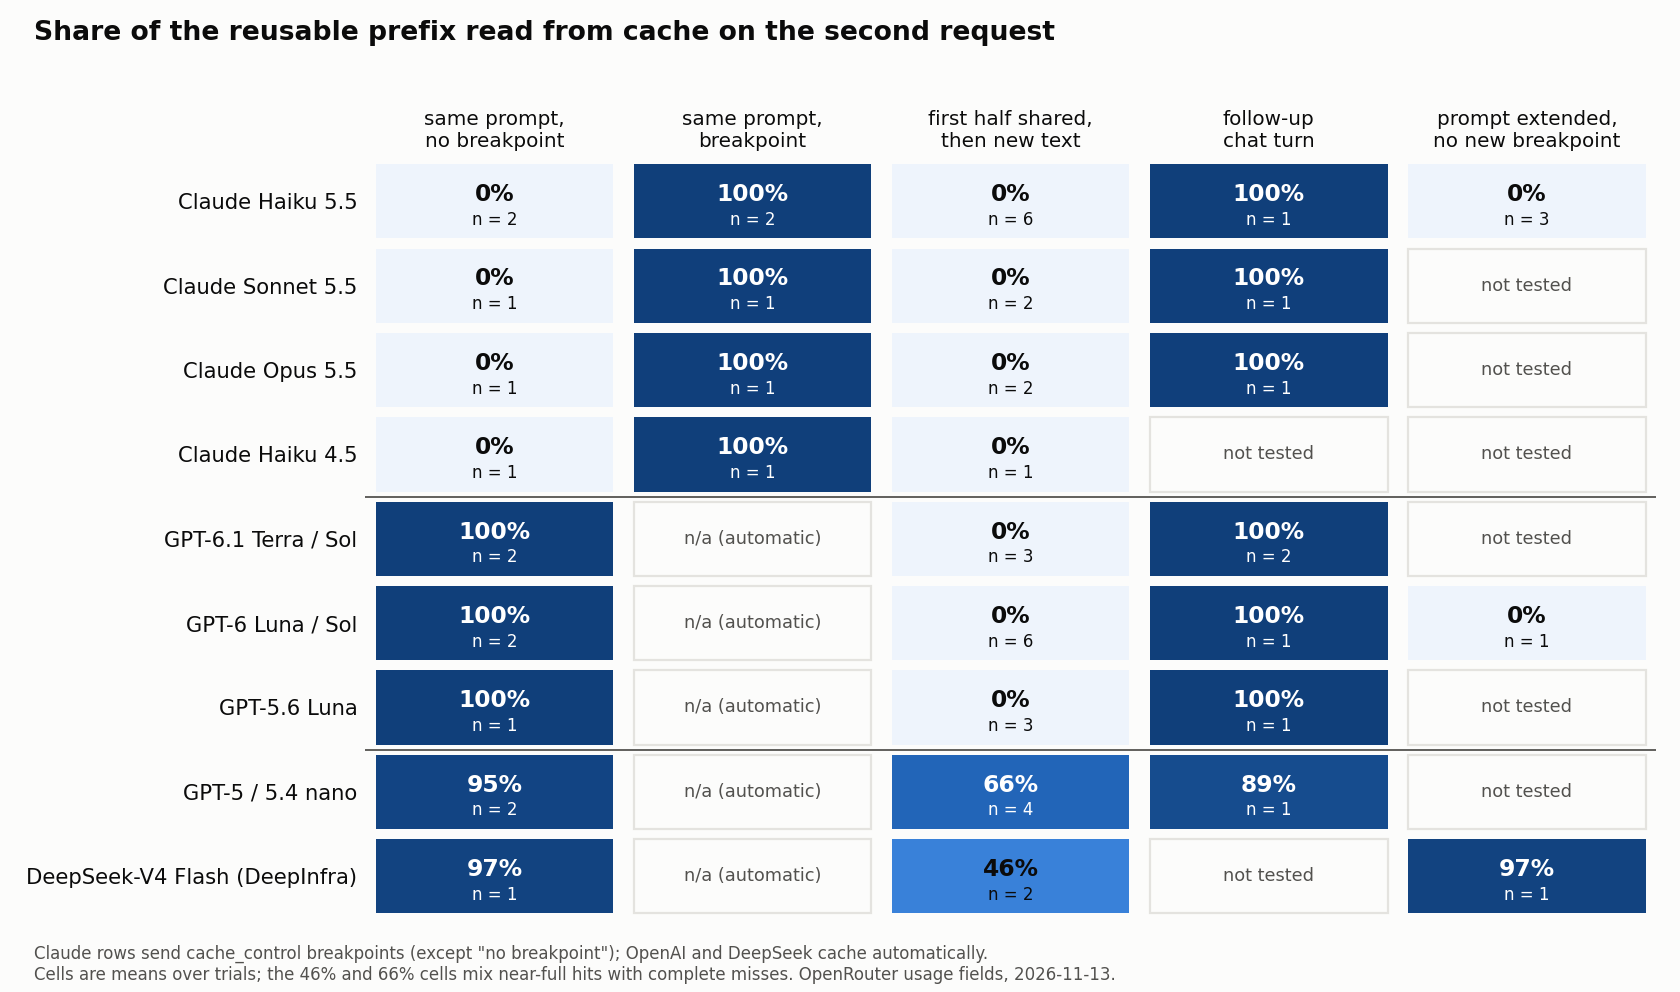 Share of the reusable prefix read from cache on the second request
same prompt,
no breakpoint
same prompt,
breakpoint
first half shared,
then new text
follow-up
chat turn
prompt extended,
no new breakpoint
Claude Haiku 5.5
0%
n = 2
100%
n = 2
0%
n = 6
100%
n = 1
0%
n = 3
Claude Sonnet 5.5
0%
n = 1
100%
n = 1
0%
n = 2
100%
n = 1
not tested
Claude Opus 5.5
0%
n = 1
100%
n = 1
0%
n = 2
100%
n = 1
not tested
Claude Haiku 4.5
0%
n = 1
100%
n = 1
0%
n = 1
not tested
not tested
GPT-6.1 Terra / Sol
100%
n = 2
n/a (automatic)
0%
n = 3
100%
n = 2
not tested
GPT-6 Luna / Sol
100%
n = 2
n/a (automatic)
0%
n = 6
100%
n = 1
0%
n = 1
GPT-5.6 Luna
100%
n = 1
n/a (automatic)
0%
n = 3
100%
n = 1
not tested
GPT-5 / 5.4 nano
95%
n = 2
n/a (automatic)
66%
n = 4
89%
n = 1
not tested
DeepSeek-V4 Flash (DeepInfra)
97%
n = 1
n/a (automatic)
46%
n = 2
not tested
97%
n = 1
Claude rows send cache_control breakpoints (except "no breakpoint"); OpenAI and DeepSeek cache automatically.
Cells are means over trials; the 46% and 66% cells mix near-full hits with complete misses. OpenRouter usage fields, 2026-11-13.